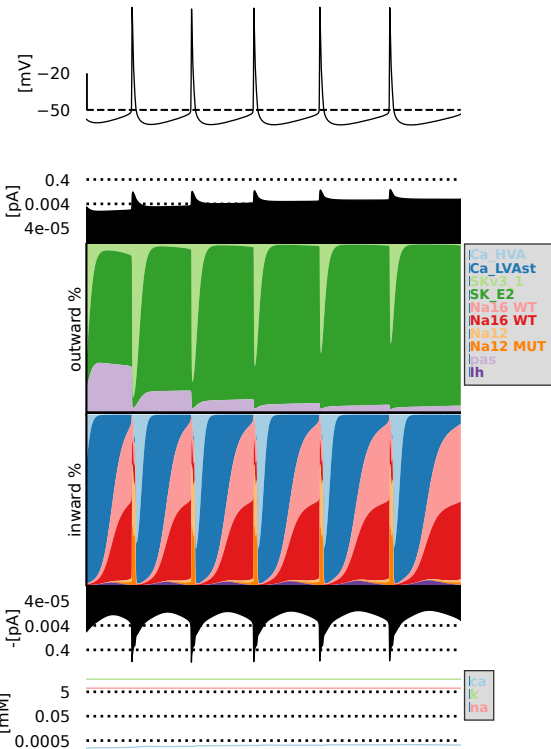 [mV]
−20
−50
[pA]
0.4
0.004
4e-05
outward %
Ca_HVA
Ca_LVAst
SKv3_1
SK_E2
Na16 WT
Na16 WT
Na12
Na12 MUT
pas
Ih
inward %
-[pA]
4e-05
0.004
0.4
[mM]
5
0.05
0.0005
ca
k
na